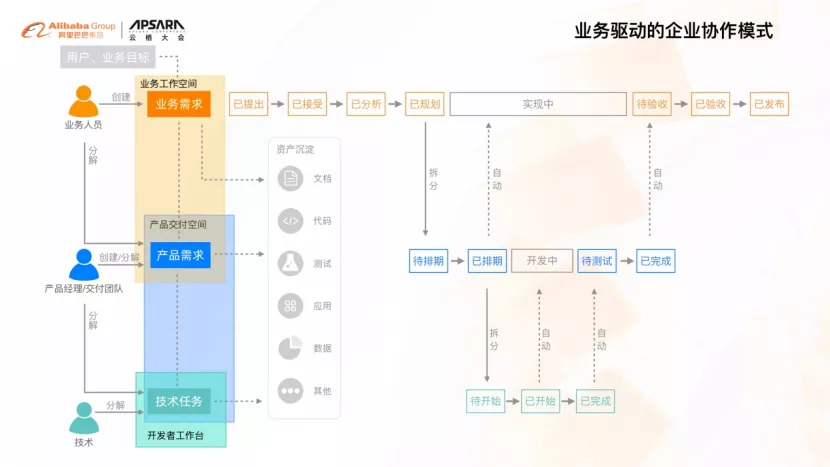 Alibaba Group
阿里巴巴集团
APSARA
云栖大会
业务驱动的企业协作模式
用户、业务目标
业务工作空间
创建
业务需求
业务人员
已提出
已接受
已分析
已规划
实现中
待验收
已验收
已发布
分解
资产沉淀
文档
代码
测试
应用
数据
其他
拆分
自动
自动
产品交付空间
创建/分解
产品需求
产品经理/交付团队
待排期
已排期
开发中
待测试
已完成
分解
拆分
自动
自动
分解
技术任务
技术
开发者工作台
待开始
已开始
已完成